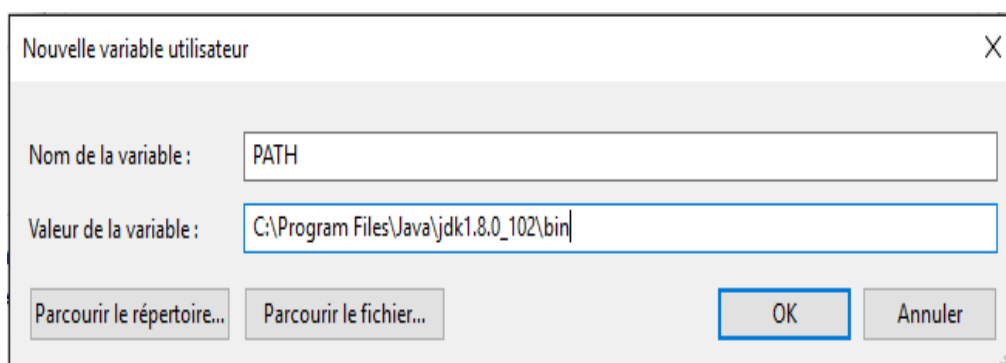 Nouvelle variable utilisateur
Nom de la variable :
PATH
Valeur de la variable :
C:\Program Files\Java\jdk1.8.0_102\bin
Parcourir le répertoire...
Parcourir le fichier...
OK
Annuler